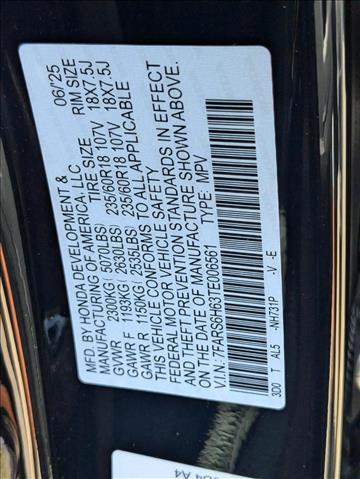 MFD. BY HONDA DEVELOPMENT & 06/'25
MANUFACTURING OF AMERICA, LLC. TIRE SIZE RIM SIZE
GVWR 2300KG( 5070LBS) 235/60R18 107V 18X7.5J
GAWR F 1193KG( 2630LBS) 235/60R18 107V 18X7.5J
GAWR R 1150KG( 2535LBS)
THIS VEHICLE CONFORMS TO ALL APPLICABLE
FEDERAL MOTOR VEHICLE SAFETY
AND THEFT PREVENTION STANDARDS IN EFFECT
ON THE DATE OF MANUFACTURE SHOWN ABOVE.
V.I.N.: 7FARS6H63TE006561 TYPE: MPV
3D0 T AL5 -NH731P -V -E
A4